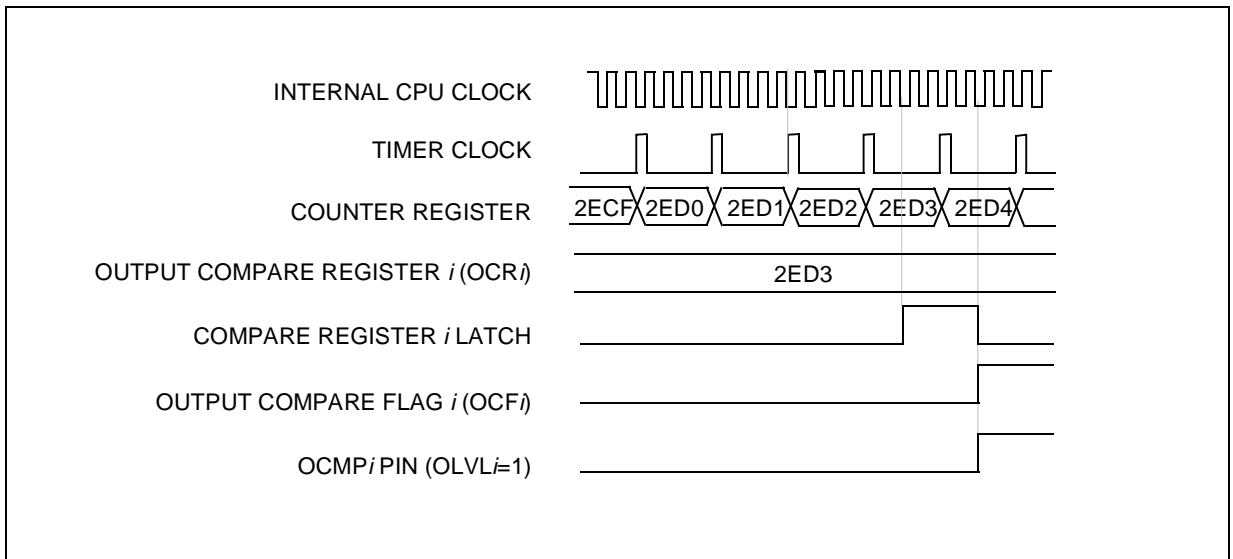 INTERNAL CPU CLOCK
TIMER CLOCK
COUNTER REGISTER 2ECF 2ED0 2ED1 2ED2 2ED3 2ED4
OUTPUT COMPARE REGISTER i (OCRi) 2ED3
COMPARE REGISTER i LATCH
OUTPUT COMPARE FLAG i (OCFi)
OCMPi PIN (OLVLi=1)